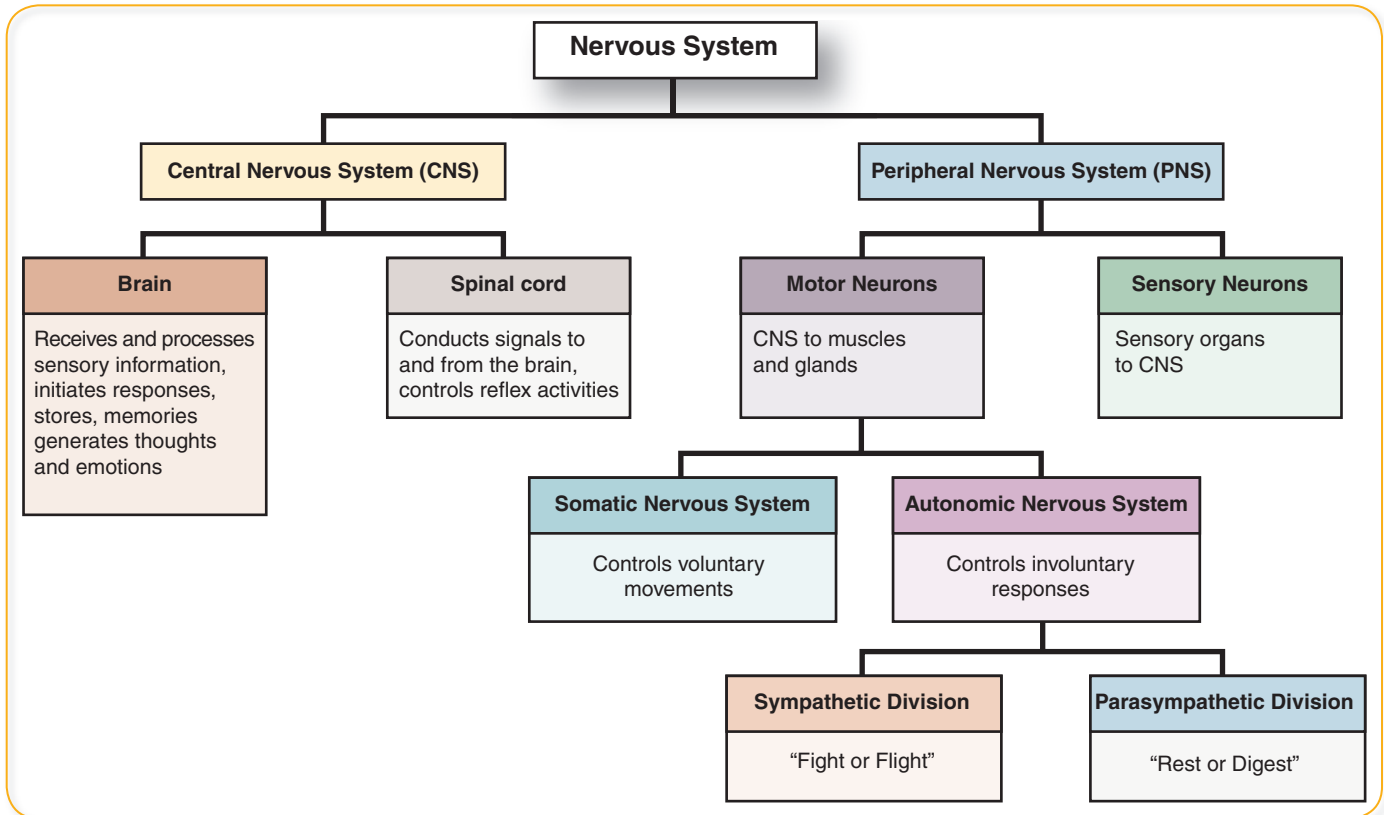 Nervous System
Central Nervous System (CNS)
Peripheral Nervous System (PNS)
Brain
Receives and processes
sensory information,
initiates responses,
stores, memories
generates thoughts
and emotions
Spinal cord
Conducts signals to
and from the brain,
controls reflex activities
Motor Neurons
CNS to muscles
and glands
Sensory Neurons
Sensory organs
to CNS
Somatic Nervous System
Controls voluntary
movements
Autonomic Nervous System
Controls involuntary
responses
Sympathetic Division
“Fight or Flight”
Parasympathetic Division
“Rest or Digest”